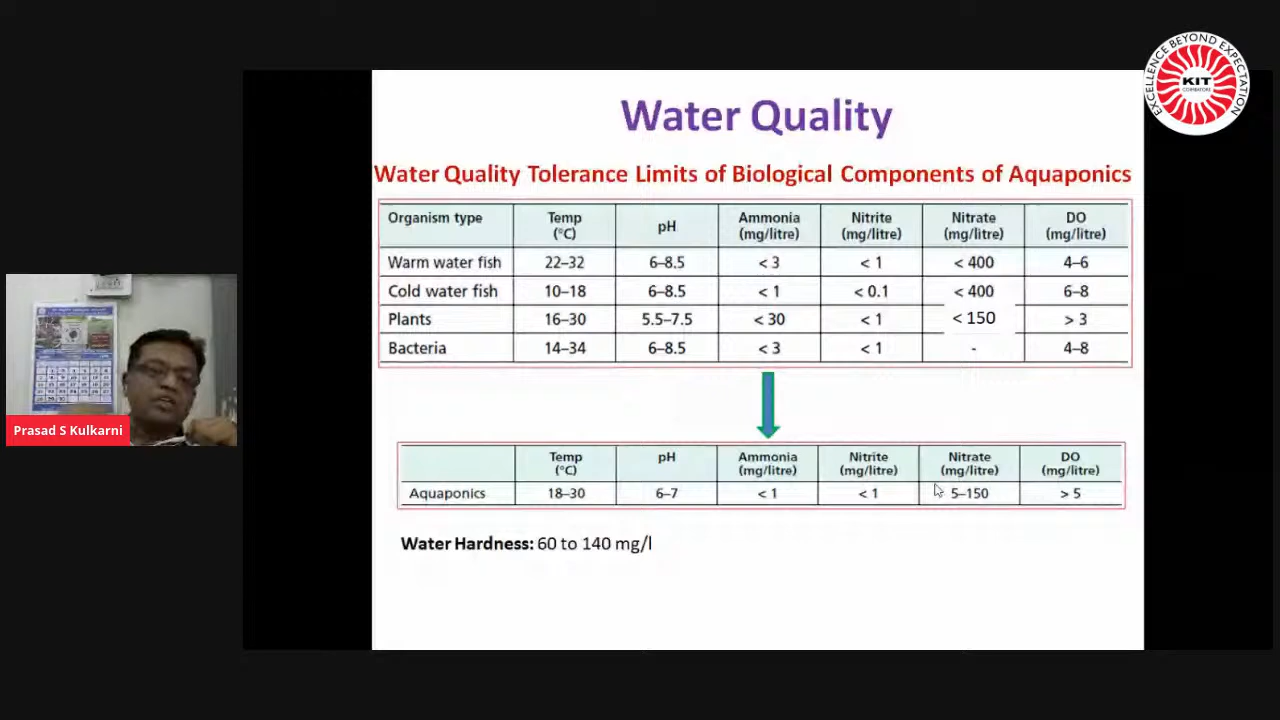 EXCELLENCE BEYOND EXPECTATION
KIT
COIMBATORE
Water Quality
Water Quality Tolerance Limits of Biological Components of Aquaponics
Organism type Temp (°C) pH Ammonia (mg/litre) Nitrite (mg/litre) Nitrate (mg/litre) DO (mg/litre)
Warm water fish 22–32 6–8.5 < 3 < 1 < 400 4–6
Cold water fish 10–18 6–8.5 < 1 < 0.1 < 400 6–8
Plants 16–30 5.5–7.5 < 30 < 1 < 150 > 3
Bacteria 14–34 6–8.5 < 3 < 1 - 4–8
Temp (°C) pH Ammonia (mg/litre) Nitrite (mg/litre) Nitrate (mg/litre) DO (mg/litre)
Aquaponics 18–30 6–7 < 1 < 1 5–150 > 5
Water Hardness: 60 to 140 mg/l
Prasad S Kulkarni